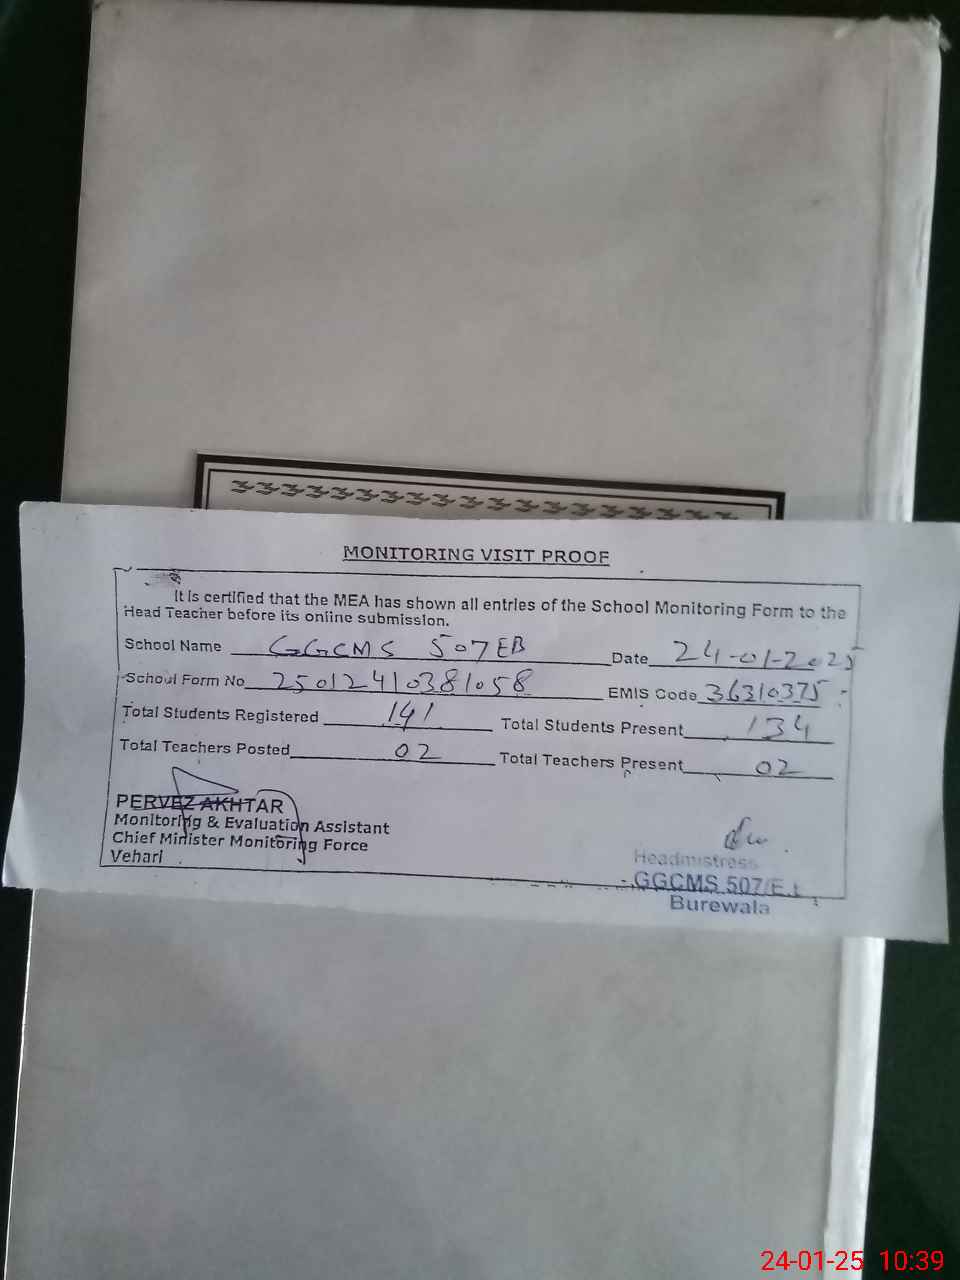 MONITORING VISIT PROOF
It is certified that the MEA has shown all entries of the School Monitoring Form to the
Head Teacher before its online submission.
School Name GGCMS 507EB Date 24-01-2025
School Form No 25012410381058 EMIS Code 36310375
Total Students Registered 141 Total Students Present 134
Total Teachers Posted 02 Total Teachers Present 02
PERVEZ AKHTAR
Monitoring & Evaluation Assistant
Chief Minister Monitoring Force
Vehari
Headmistress
GGCMS 507/E.
Burewala
24-01-25 10:39